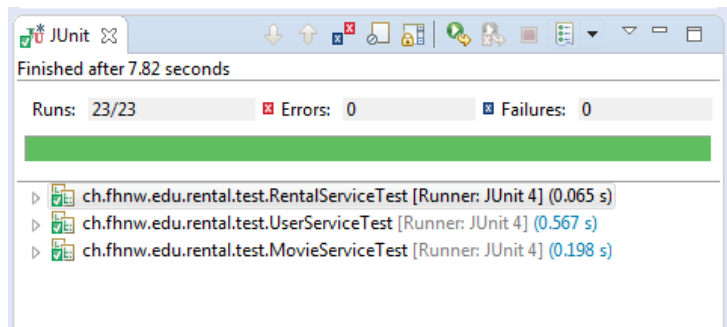 JUnit
Finished after 7.82 seconds
Runs: 23/23 Errors: 0 Failures: 0
ch.fhnw.edu.rental.test.RentalServiceTest [Runner: JUnit 4] (0.065 s)
ch.fhnw.edu.rental.test.UserServiceTest [Runner: JUnit 4] (0.567 s)
ch.fhnw.edu.rental.test.MovieServiceTest [Runner: JUnit 4] (0.198 s)